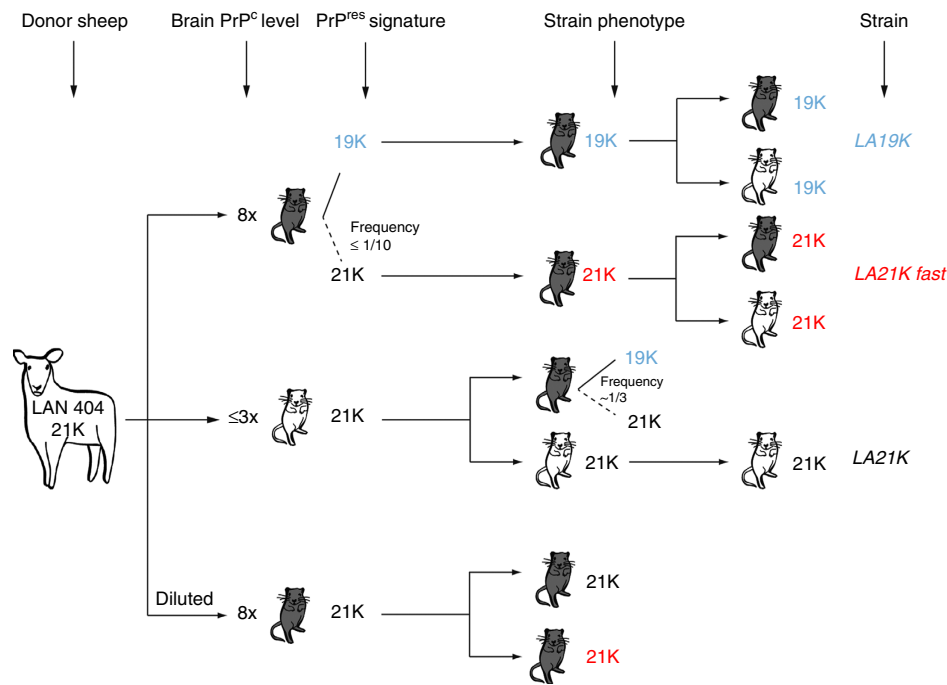 Donor sheep
Brain PrPᶜ level
PrPʳᵉˢ signature
Strain phenotype
Strain
19K
19K
19K
19K
LA19K
8x
Frequency
≤ 1/10
21K
21K
21K
21K
LA21K fast
LAN 404
21K
≤3x
21K
19K
Frequency
~1/3
21K
21K
21K
LA21K
Diluted
8x
21K
21K
21K